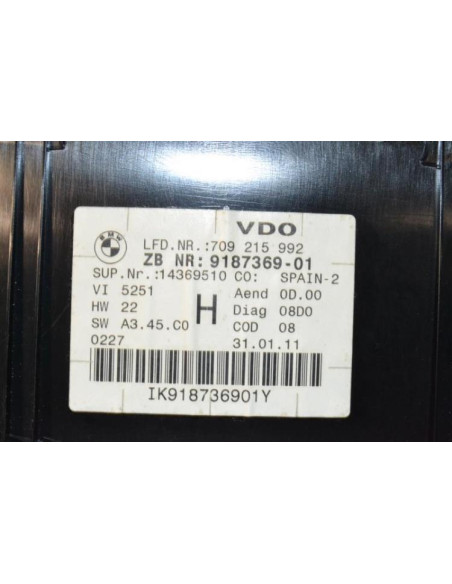 BMW
VDO
LFD.NR.:709 215 992
ZB NR: 9187369-01
SUP.Nr.:14369510 CO: SPAIN-2
VI 5251 Aend 0D.00
HW 22 H Diag 08D0
SW A3.45.C0 COD 08
0227 31.01.11
IK918736901Y